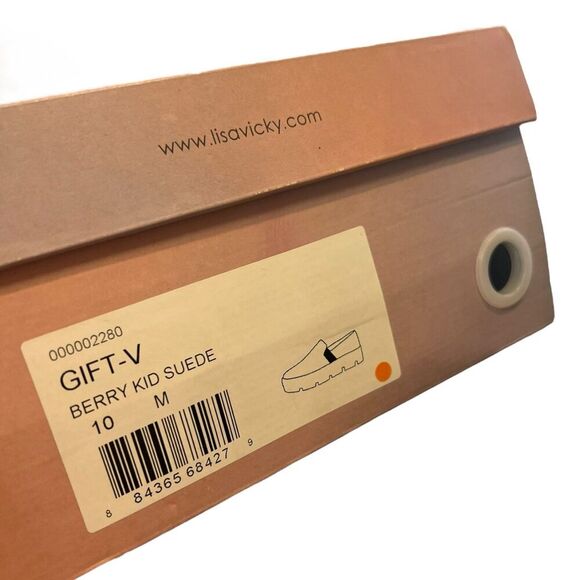 www.lisavicky.com
000002280
GIFT-V
BERRY KID SUEDE
10 M
8 84365 68427 9